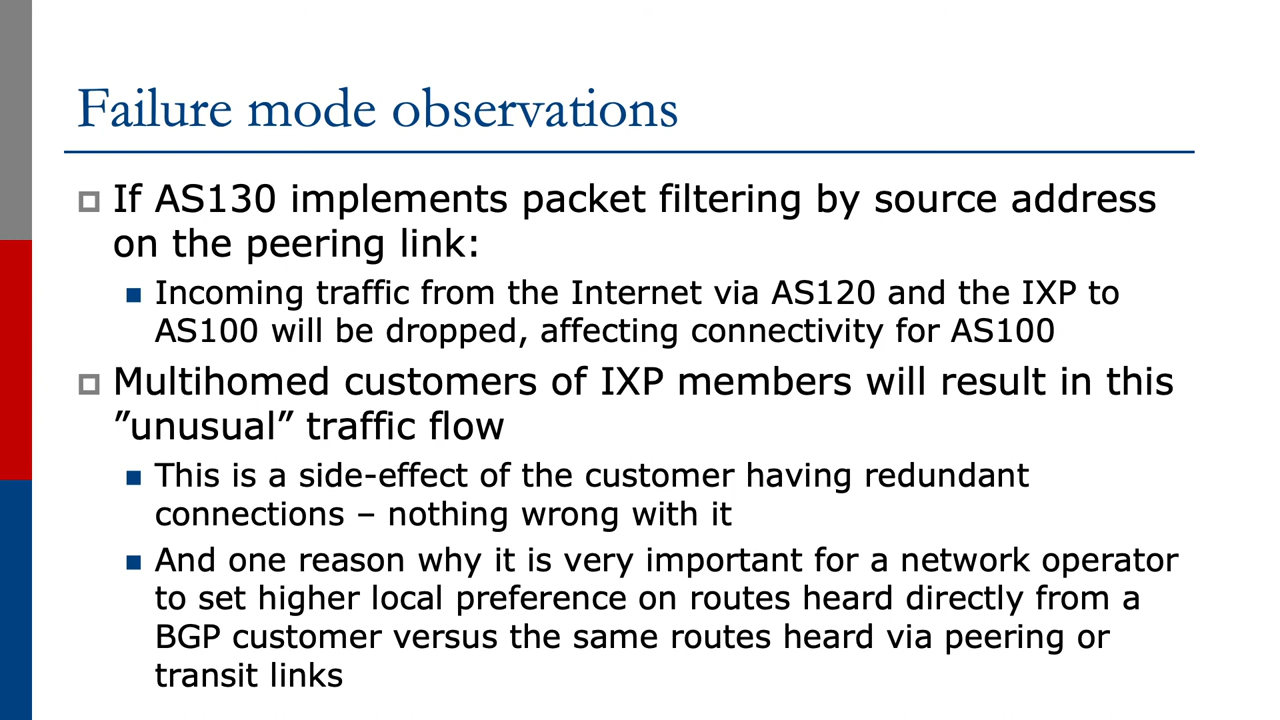 Failure mode observations
If AS130 implements packet filtering by source address
on the peering link:
Incoming traffic from the Internet via AS120 and the IXP to
AS100 will be dropped, affecting connectivity for AS100
Multihomed customers of IXP members will result in this
”unusual” traffic flow
This is a side-effect of the customer having redundant
connections – nothing wrong with it
And one reason why it is very important for a network operator
to set higher local preference on routes heard directly from a
BGP customer versus the same routes heard via peering or
transit links